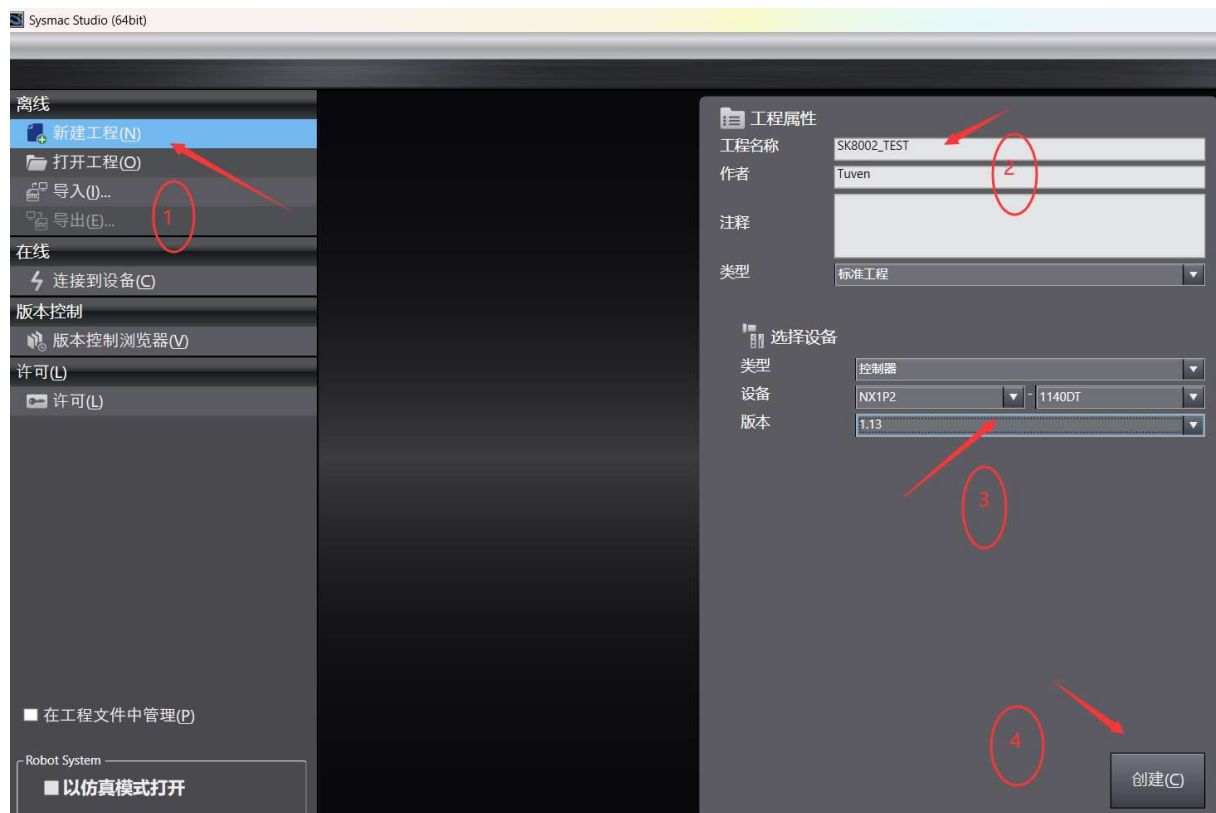 Sysmac Studio (64bit)
离线
新建工程(N)
打开工程(O)
导入(I)...
导出(E)...
1
在线
连接到设备(C)
版本控制
版本控制浏览器(V)
许可(L)
许可(L)
在工程文件中管理(P)
Robot System
以仿真模式打开
工程属性
工程名称 SK8002_TEST
作者 Tuven
2
注释
类型 标准工程
选择设备
类型 控制器
设备 NX1P2 - 1140DT
版本 1.13
3
4
创建(C)